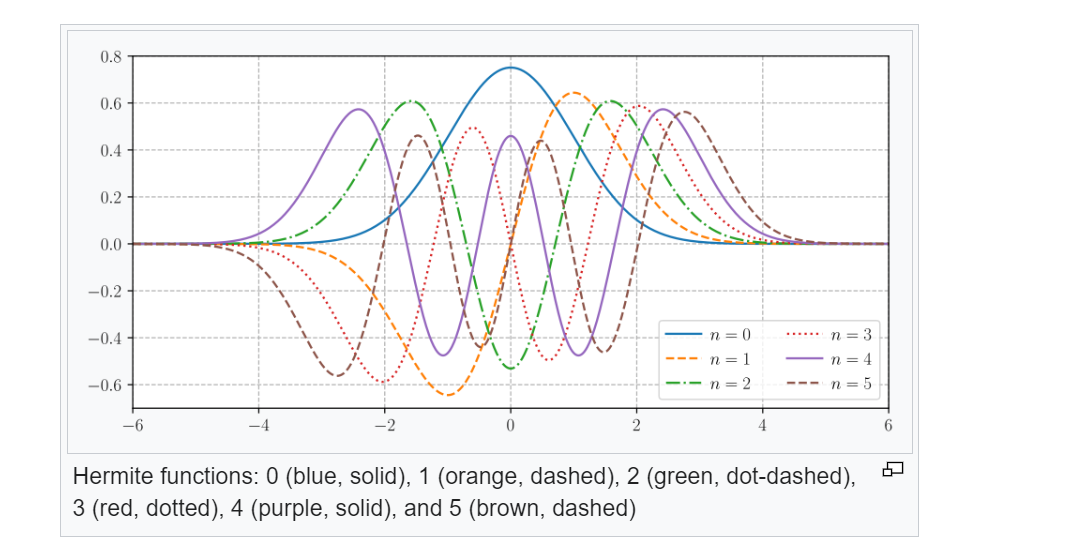 0.8
0.6
0.4
0.2
0.0
−0.2
−0.4
−0.6
−6 −4 −2 0 2 4 6
n = 0 n = 3
n = 1 n = 4
n = 2 n = 5
Hermite functions: 0 (blue, solid), 1 (orange, dashed), 2 (green, dot-dashed),
3 (red, dotted), 4 (purple, solid), and 5 (brown, dashed)